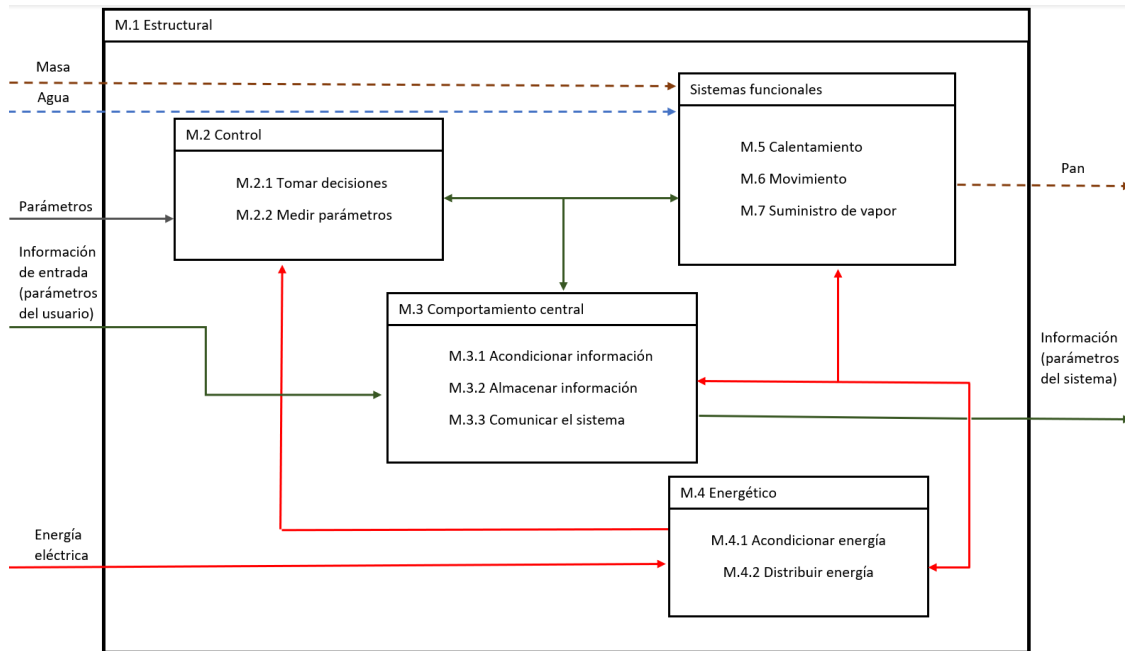 M.1 Estructural
Masa
Agua
Sistemas funcionales
M.5 Calentamiento
M.6 Movimiento
M.7 Suministro de vapor
Pan
M.2 Control
M.2.1 Tomar decisiones
M.2.2 Medir parámetros
Parámetros
Información
de entrada
(parámetros
del usuario)
M.3 Comportamiento central
M.3.1 Acondicionar información
M.3.2 Almacenar información
M.3.3 Comunicar el sistema
Información
(parámetros
del sistema)
M.4 Energético
M.4.1 Acondicionar energía
M.4.2 Distribuir energía
Energía
eléctrica